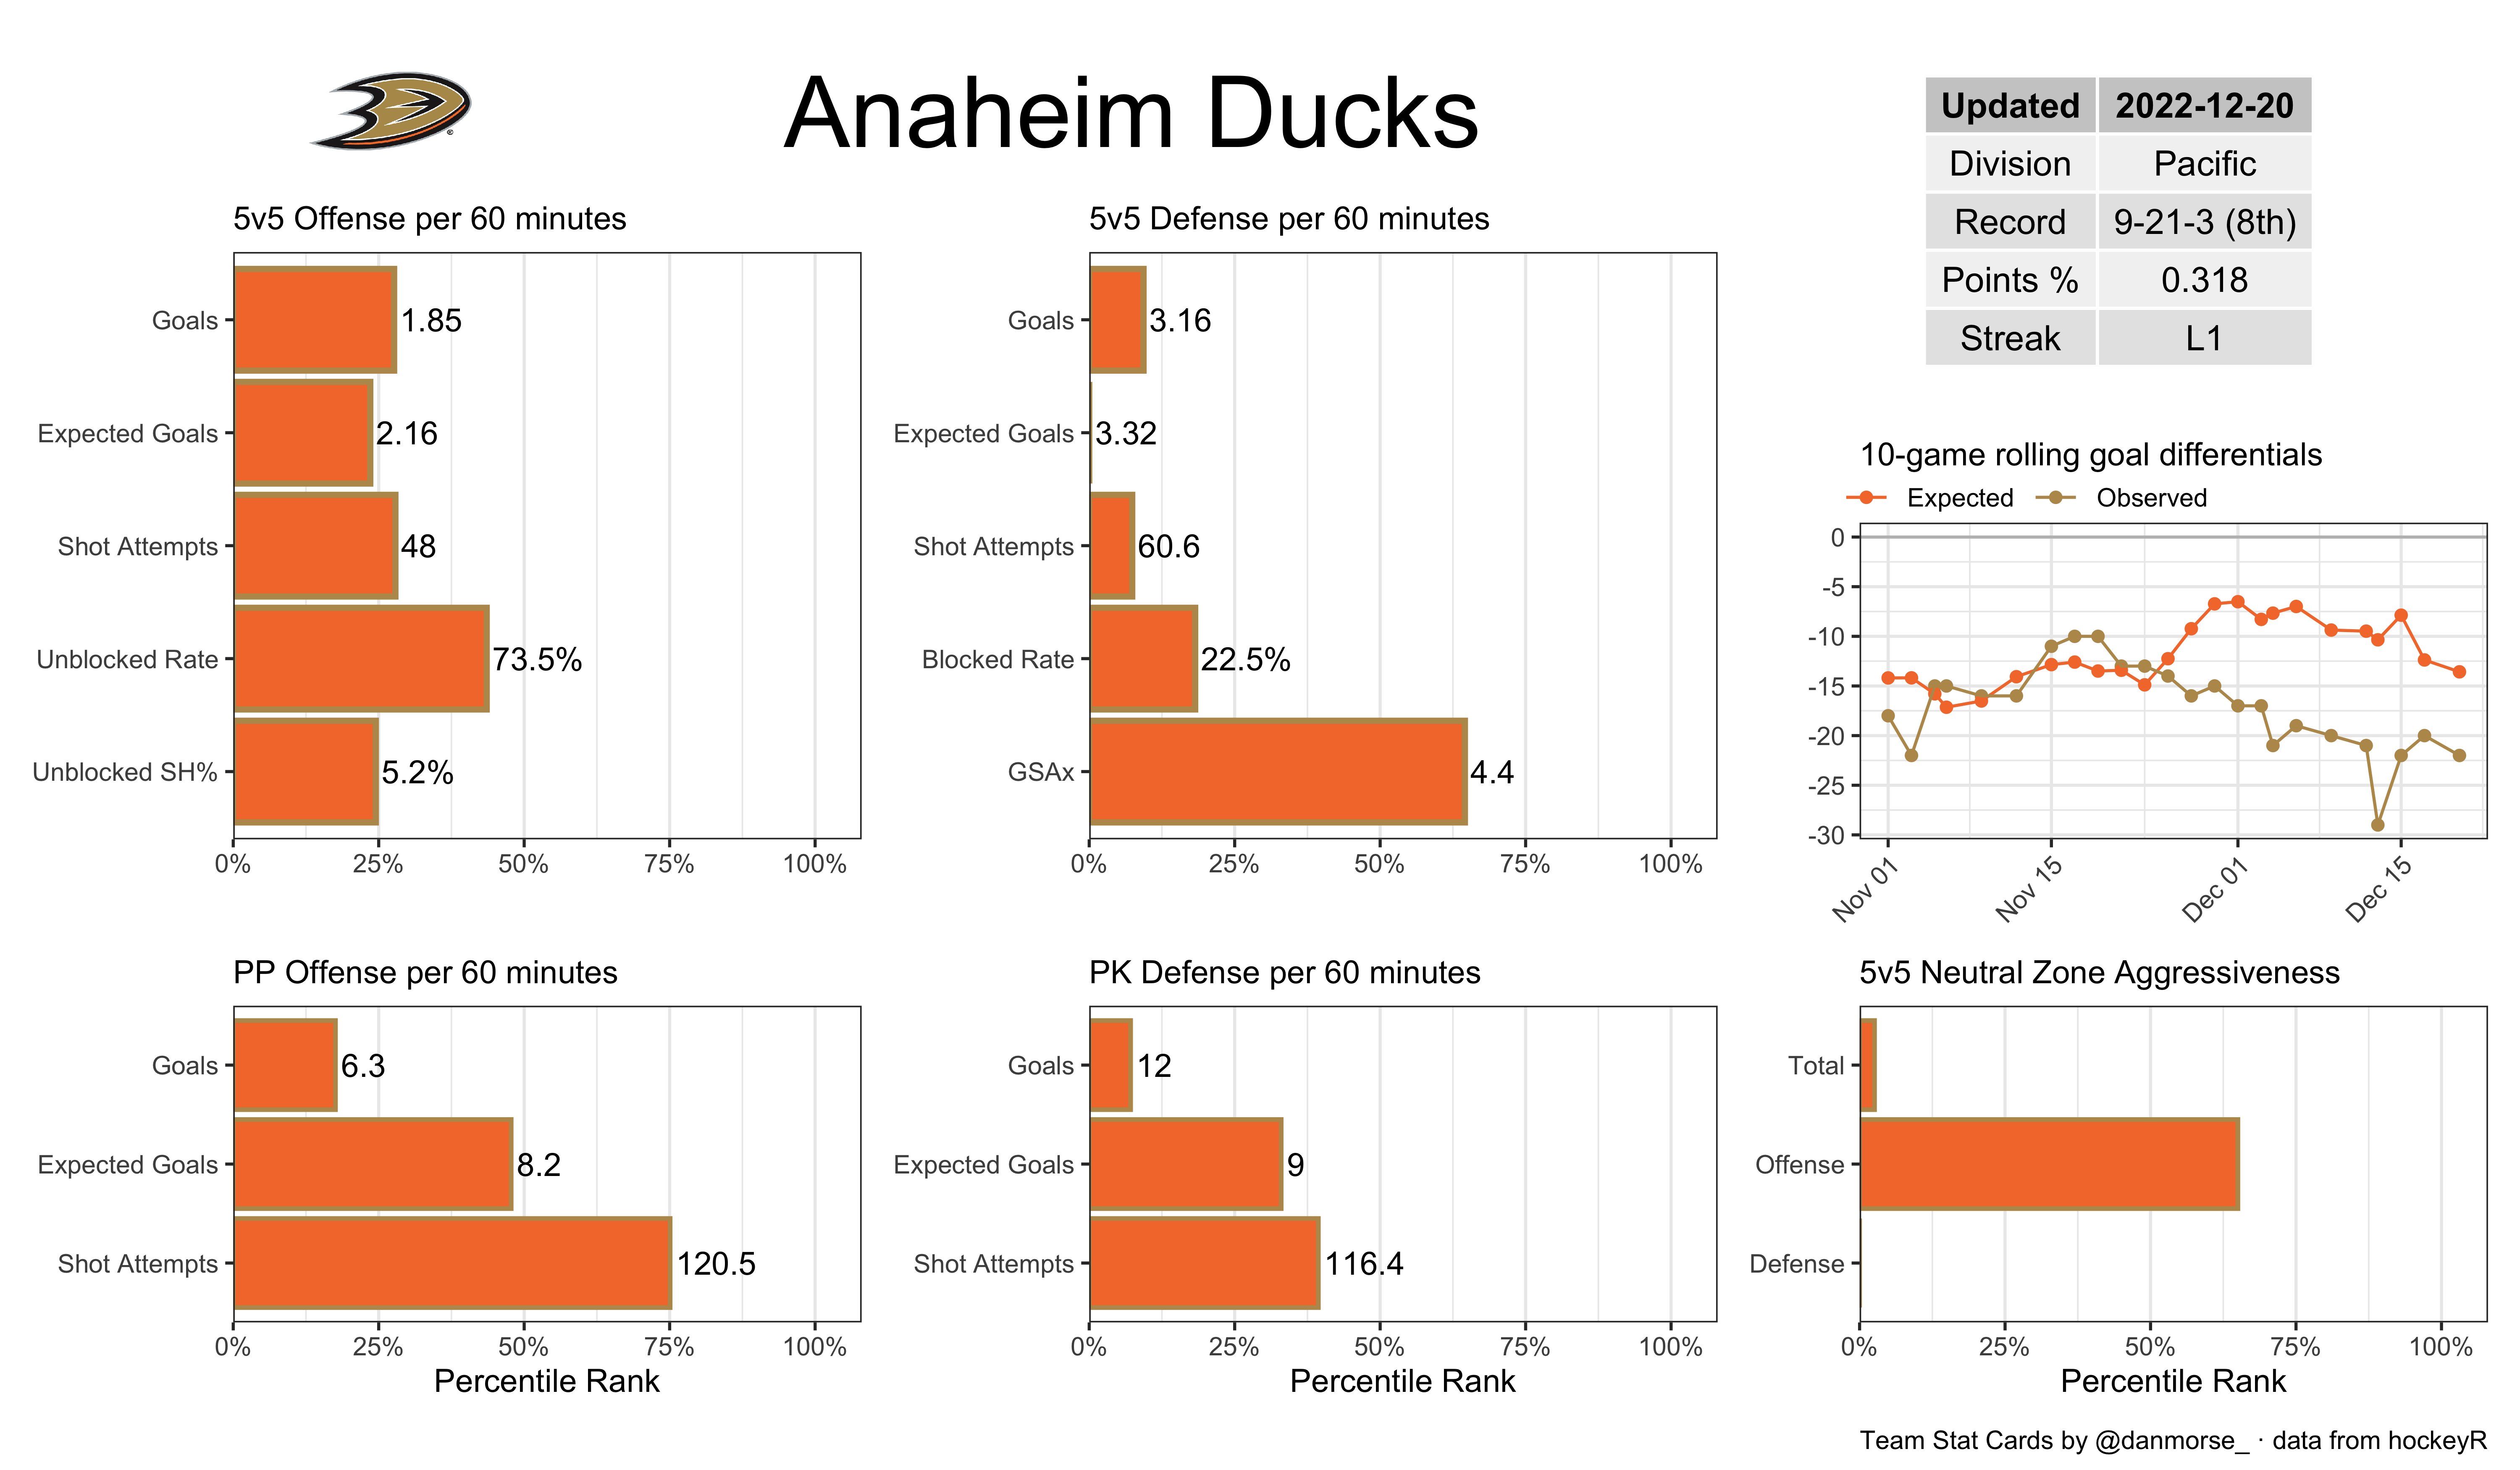 Anaheim Ducks
Updated 2022-12-20
Division Pacific
Record 9-21-3 (8th)
Points % 0.318
Streak L1
5v5 Offense per 60 minutes
Goals 1.85
Expected Goals 2.16
Shot Attempts 48
Unblocked Rate 73.5%
Unblocked SH% 5.2%
0% 25% 50% 75% 100%
5v5 Defense per 60 minutes
Goals 3.16
Expected Goals 3.32
Shot Attempts 60.6
Blocked Rate 22.5%
GSAx 4.4
0% 25% 50% 75% 100%
10-game rolling goal differentials
Expected Observed
0
-5
-10
-15
-20
-25
-30
Nov 01 Nov 15 Dec 01 Dec 15
PP Offense per 60 minutes
Goals 6.3
Expected Goals 8.2
Shot Attempts 120.5
0% 25% 50% 75% 100%
Percentile Rank
PK Defense per 60 minutes
Goals 12
Expected Goals 9
Shot Attempts 116.4
0% 25% 50% 75% 100%
Percentile Rank
5v5 Neutral Zone Aggressiveness
Total
Offense
Defense
0% 25% 50% 75% 100%
Percentile Rank
Team Stat Cards by @danmorse_ · data from hockeyR